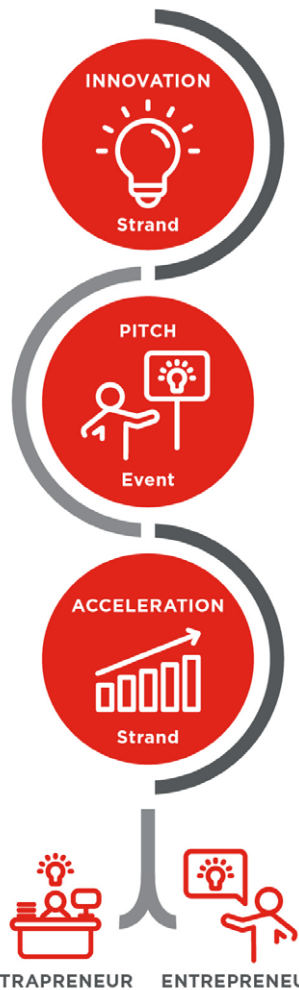 INNOVATION
Strand
PITCH
Event
ACCELERATION
Strand
TRAPRENEUR ENTREPRENEU